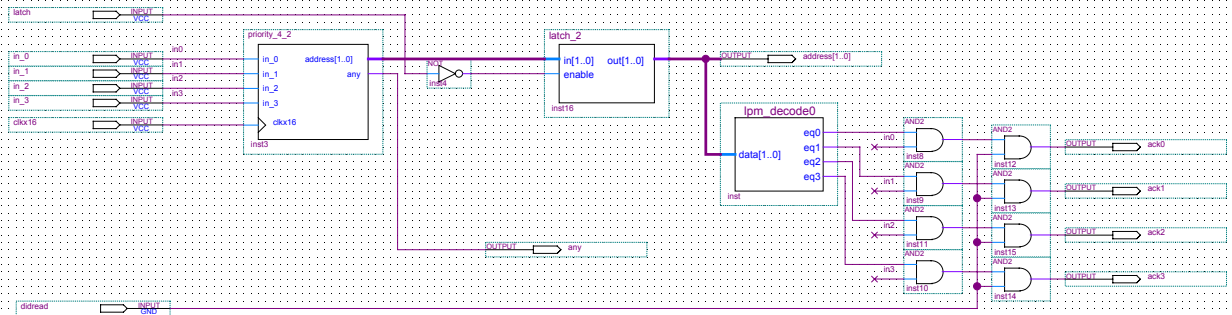 latch INPUT VCC
priority_4_2
latch_2
in_0 INPUT VCC in0 in_0 address[1..0]
in_1 INPUT VCC in1 in_1 any
in_2 INPUT VCC in2 in_2
in_3 INPUT VCC in3 in_3
clkx16 INPUT VCC clkx16
inst3
NOT
inst4
in[1..0] out[1..0]
enable
inst16
OUTPUT address[1..0]
lpm_decode0
data[1..0]
eq0
eq1
eq2
eq3
inst
AND2
in0
inst8
AND2
in1
inst9
AND2
in2
inst11
AND2
in3
inst10
AND2
inst12
AND2
inst13
AND2
inst15
AND2
inst14
OUTPUT ack0
OUTPUT ack1
OUTPUT ack2
OUTPUT ack3
OUTPUT any
didread INPUT GND